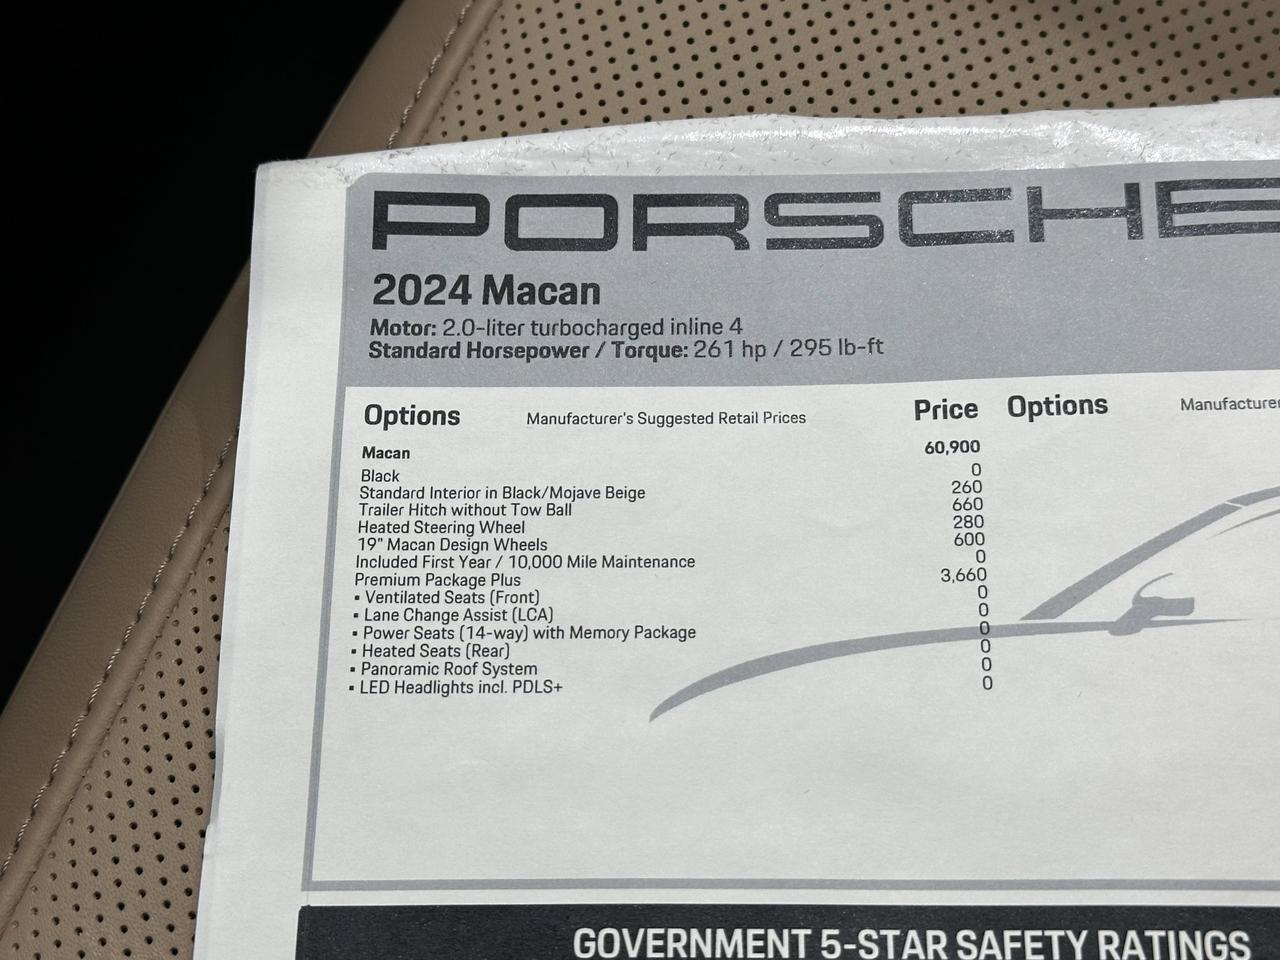 PORSCHE
2024 Macan
Motor: 2.0-liter turbocharged inline 4
Standard Horsepower / Torque: 261 hp / 295 lb-ft
Options Manufacturer's Suggested Retail Prices Price Options Manufacturer
Macan 60,900
Black 0
Standard Interior in Black/Mojave Beige 260
Trailer Hitch without Tow Ball 660
Heated Steering Wheel 280
19" Macan Design Wheels 600
Included First Year / 10,000 Mile Maintenance 0
Premium Package Plus 3,660
▪ Ventilated Seats (Front) 0
▪ Lane Change Assist (LCA) 0
▪ Power Seats (14-way) with Memory Package 0
▪ Heated Seats (Rear) 0
▪ Panoramic Roof System 0
▪ LED Headlights incl. PDLS+ 0
GOVERNMENT 5-STAR SAFETY RATINGS